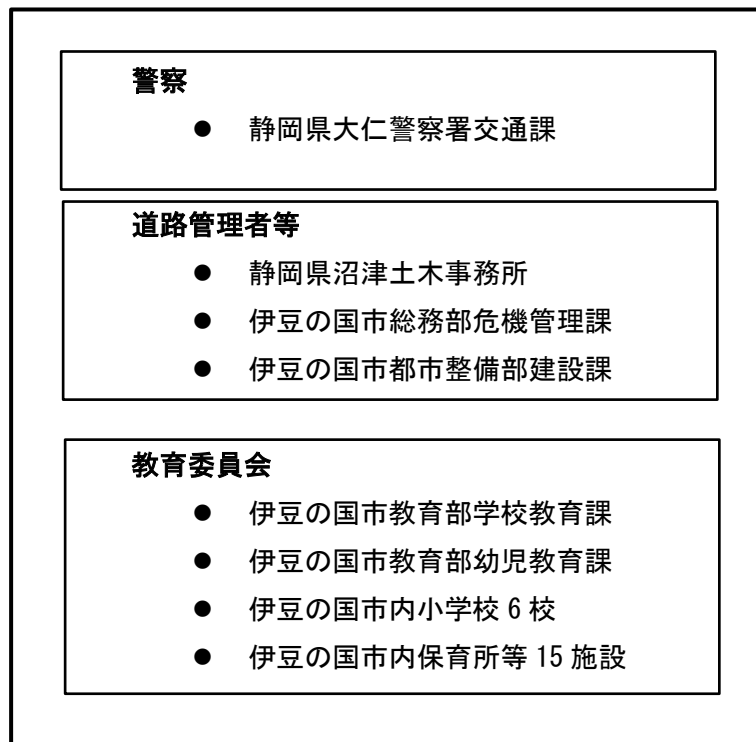 警察
● 静岡県大仁警察署交通課
道路管理者等
● 静岡県沼津土木事務所
● 伊豆の国市総務部危機管理課
● 伊豆の国市都市整備部建設課
教育委員会
● 伊豆の国市教育部学校教育課
● 伊豆の国市教育部幼児教育課
● 伊豆の国市内小学校 6 校
● 伊豆の国市内保育所等 15 施設